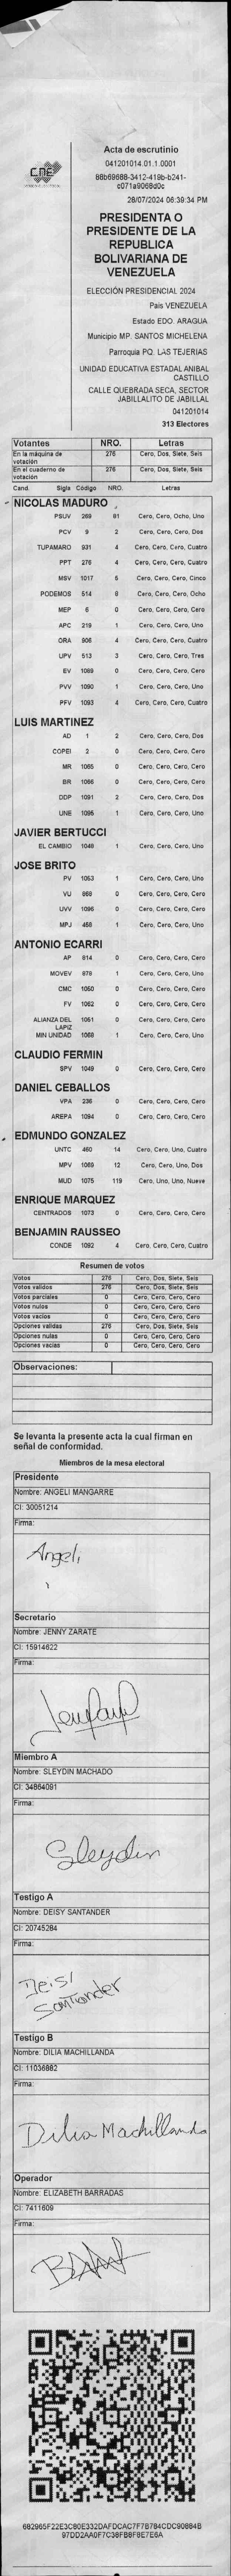 CNE
Acta de escrutinio
041201014.01.1.0001
88b69688-3412-419b-b241-
c071a9068d0c
28/07/2024 06:39:34 PM
PRESIDENTA O
PRESIDENTE DE LA
REPUBLICA
BOLIVARIANA DE
VENEZUELA
ELECCIÓN PRESIDENCIAL 2024
País VENEZUELA
Estado EDO. ARAGUA
Municipio MP. SANTOS MICHELENA
Parroquia PQ. LAS TEJERIAS
UNIDAD EDUCATIVA ESTADAL ANIBAL
CASTILLO
CALLE QUEBRADA SECA, SECTOR
JABILLALITO DE JABILLAL
041201014
313 Electores
Votantes NRO. Letras
En la máquina de votación 276 Cero, Dos, Siete, Seis
En el cuaderno de votación 276 Cero, Dos, Siete, Seis
Cand. Sigla Código NRO. Letras
NICOLAS MADURO
PSUV 269 81 Cero, Cero, Ocho, Uno
PCV 9 2 Cero, Cero, Cero, Dos
TUPAMARO 931 4 Cero, Cero, Cero, Cuatro
PPT 276 4 Cero, Cero, Cero, Cuatro
MSV 1017 5 Cero, Cero, Cero, Cinco
PODEMOS 514 8 Cero, Cero, Cero, Ocho
MEP 6 0 Cero, Cero, Cero, Cero
APC 219 1 Cero, Cero, Cero, Uno
ORA 906 4 Cero, Cero, Cero, Cuatro
UPV 513 3 Cero, Cero, Cero, Tres
EV 1089 0 Cero, Cero, Cero, Cero
PVV 1090 1 Cero, Cero, Cero, Uno
PFV 1093 4 Cero, Cero, Cero, Cuatro
LUIS MARTINEZ
AD 1 2 Cero, Cero, Cero, Dos
COPEI 2 0 Cero, Cero, Cero, Cero
MR 1065 0 Cero, Cero, Cero, Cero
BR 1066 0 Cero, Cero, Cero, Cero
DDP 1091 2 Cero, Cero, Cero, Dos
UNE 1095 1 Cero, Cero, Cero, Uno
JAVIER BERTUCCI
EL CAMBIO 1048 1 Cero, Cero, Cero, Uno
JOSE BRITO
PV 1053 1 Cero, Cero, Cero, Uno
VU 868 0 Cero, Cero, Cero, Cero
UVV 1096 0 Cero, Cero, Cero, Cero
MPJ 458 1 Cero, Cero, Cero, Uno
ANTONIO ECARRI
AP 814 0 Cero, Cero, Cero, Cero
MOVEV 878 1 Cero, Cero, Cero, Uno
CMC 1050 0 Cero, Cero, Cero, Cero
FV 1052 0 Cero, Cero, Cero, Cero
ALIANZA DEL LAPIZ 1051 0 Cero, Cero, Cero, Cero
MIN UNIDAD 1068 1 Cero, Cero, Cero, Uno
CLAUDIO FERMIN
SPV 1049 0 Cero, Cero, Cero, Cero
DANIEL CEBALLOS
VPA 236 0 Cero, Cero, Cero, Cero
AREPA 1094 0 Cero, Cero, Cero, Cero
EDMUNDO GONZALEZ
UNTC 460 14 Cero, Cero, Uno, Cuatro
MPV 1069 12 Cero, Cero, Uno, Dos
MUD 1075 119 Cero, Uno, Uno, Nueve
ENRIQUE MARQUEZ
CENTRADOS 1073 0 Cero, Cero, Cero, Cero
BENJAMIN RAUSSEO
CONDE 1092 4 Cero, Cero, Cero, Cuatro
Resumen de votos
Votos 276 Cero, Dos, Siete, Seis
Votos validos 276 Cero, Dos, Siete, Seis
Votos parciales 0 Cero, Cero, Cero, Cero
Votos nulos 0 Cero, Cero, Cero, Cero
Votos vacios 0 Cero, Cero, Cero, Cero
Opciones validas 276 Cero, Dos, Siete, Seis
Opciones nulas 0 Cero, Cero, Cero, Cero
Opciones vacias 0 Cero, Cero, Cero, Cero
Observaciones:
Se levanta la presente acta la cual firman en
señal de conformidad.
Miembros de la mesa electoral
Presidente
Nombre: ANGELI MANGARRE
CI: 30051214
Firma:
Angeli
Secretario
Nombre: JENNY ZARATE
CI: 15914622
Firma:
Miembro A
Nombre: SLEYDIN MACHADO
CI: 34864091
Firma:
Sleydin
Testigo A
Nombre: DEISY SANTANDER
CI: 20745284
Firma:
Deisi
Santander
Testigo B
Nombre: DILIA MACHILLANDA
CI: 11036882
Firma:
Dilia Machillanda
Operador
Nombre: ELIZABETH BARRADAS
CI: 7411609
Firma:
682965F22E3C80E332DAFDCAC7F7B784CDC90884B
97DD2AA0F7C38FB8F8E7E6A